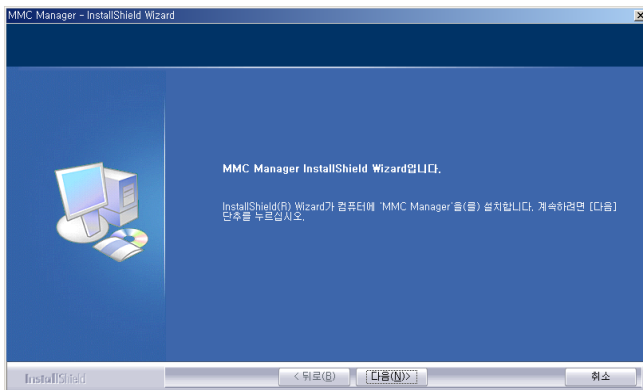 MMC Manager - InstallShield Wizard
MMC Manager InstallShield Wizard입니다.
InstallShield(R) Wizard가 컴퓨터에 'MMC Manager'을(를) 설치합니다. 계속하려면 [다음]
단추를 누르십시오.
InstallShield
< 뒤로(B)
다음(N)>
취소